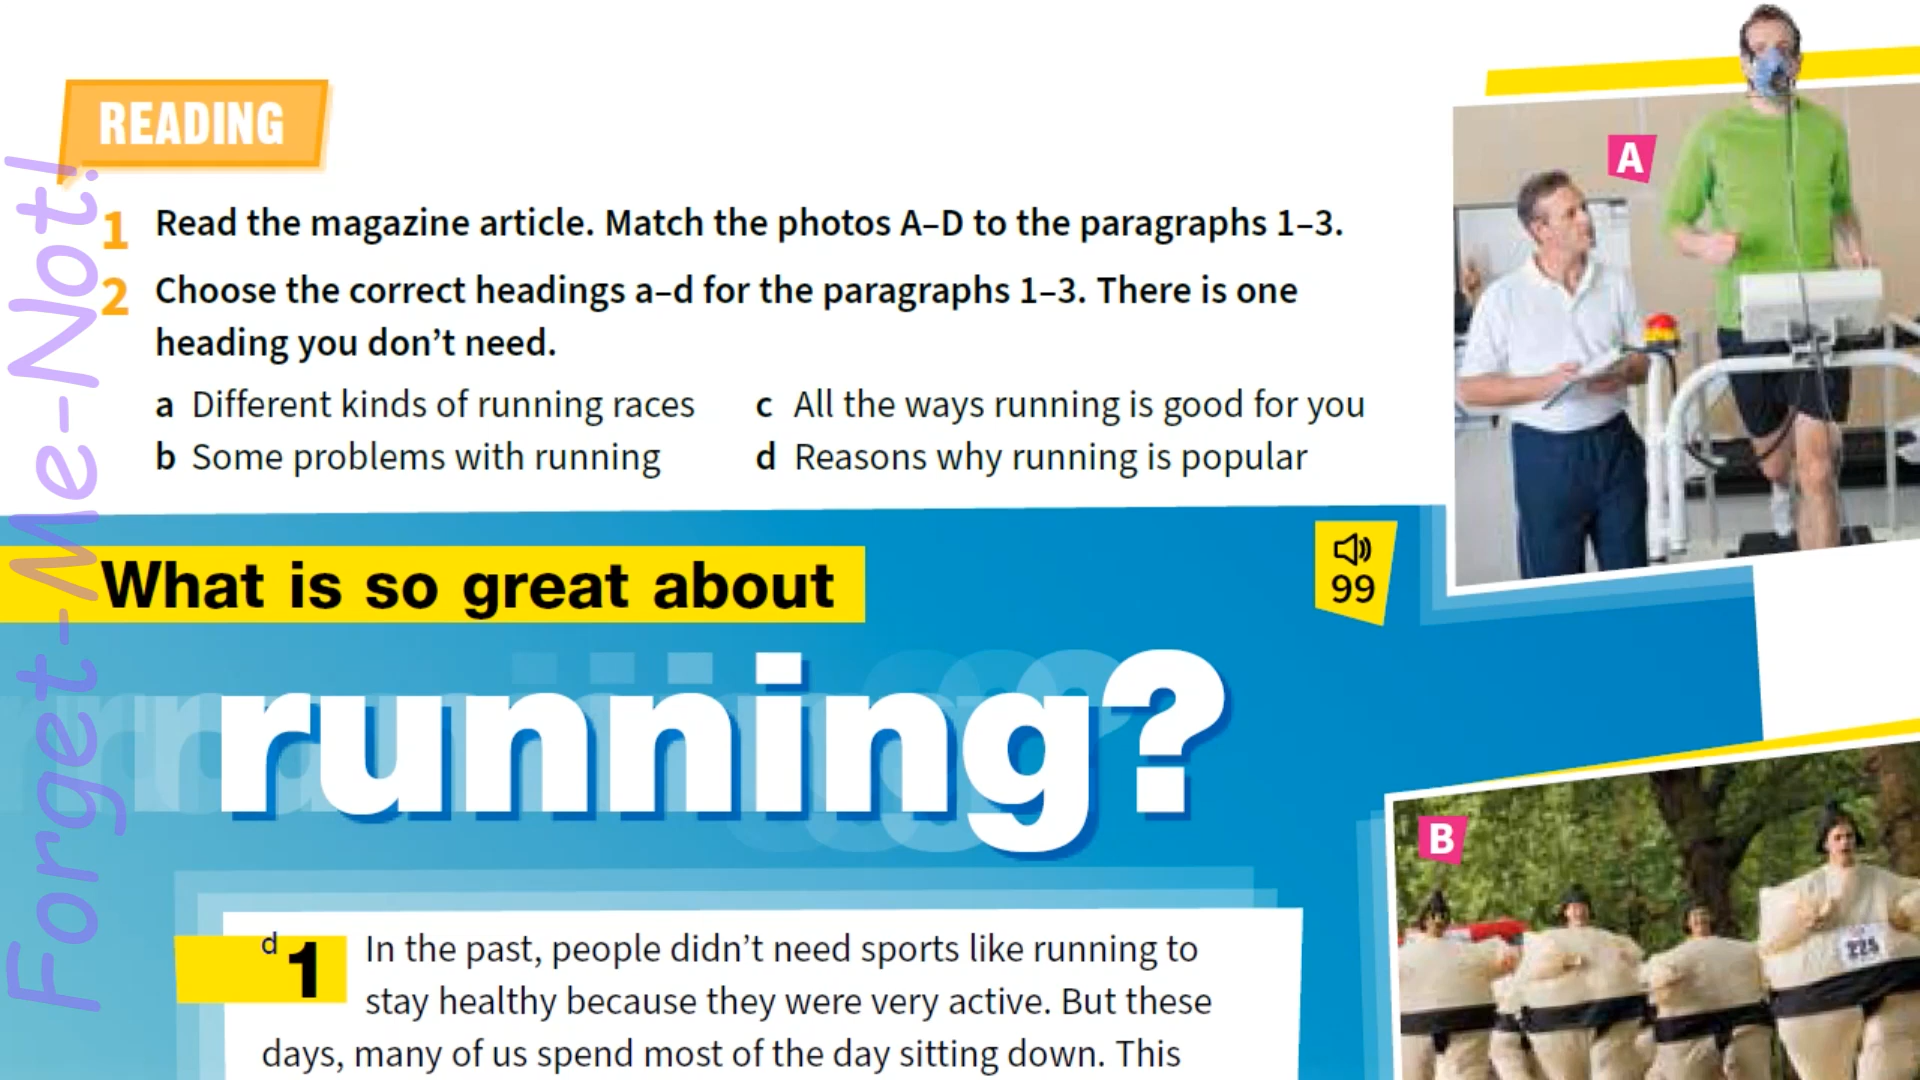 READING
1 Read the magazine article. Match the photos A–D to the paragraphs 1–3.
2 Choose the correct headings a–d for the paragraphs 1–3. There is one
heading you don't need.
a Different kinds of running races
b Some problems with running
c All the ways running is good for you
d Reasons why running is popular
A
99
What is so great about
running?
B
225
d 1 In the past, people didn't need sports like running to
stay healthy because they were very active. But these
days, many of us spend most of the day sitting down. This
Forget-Me-Not!